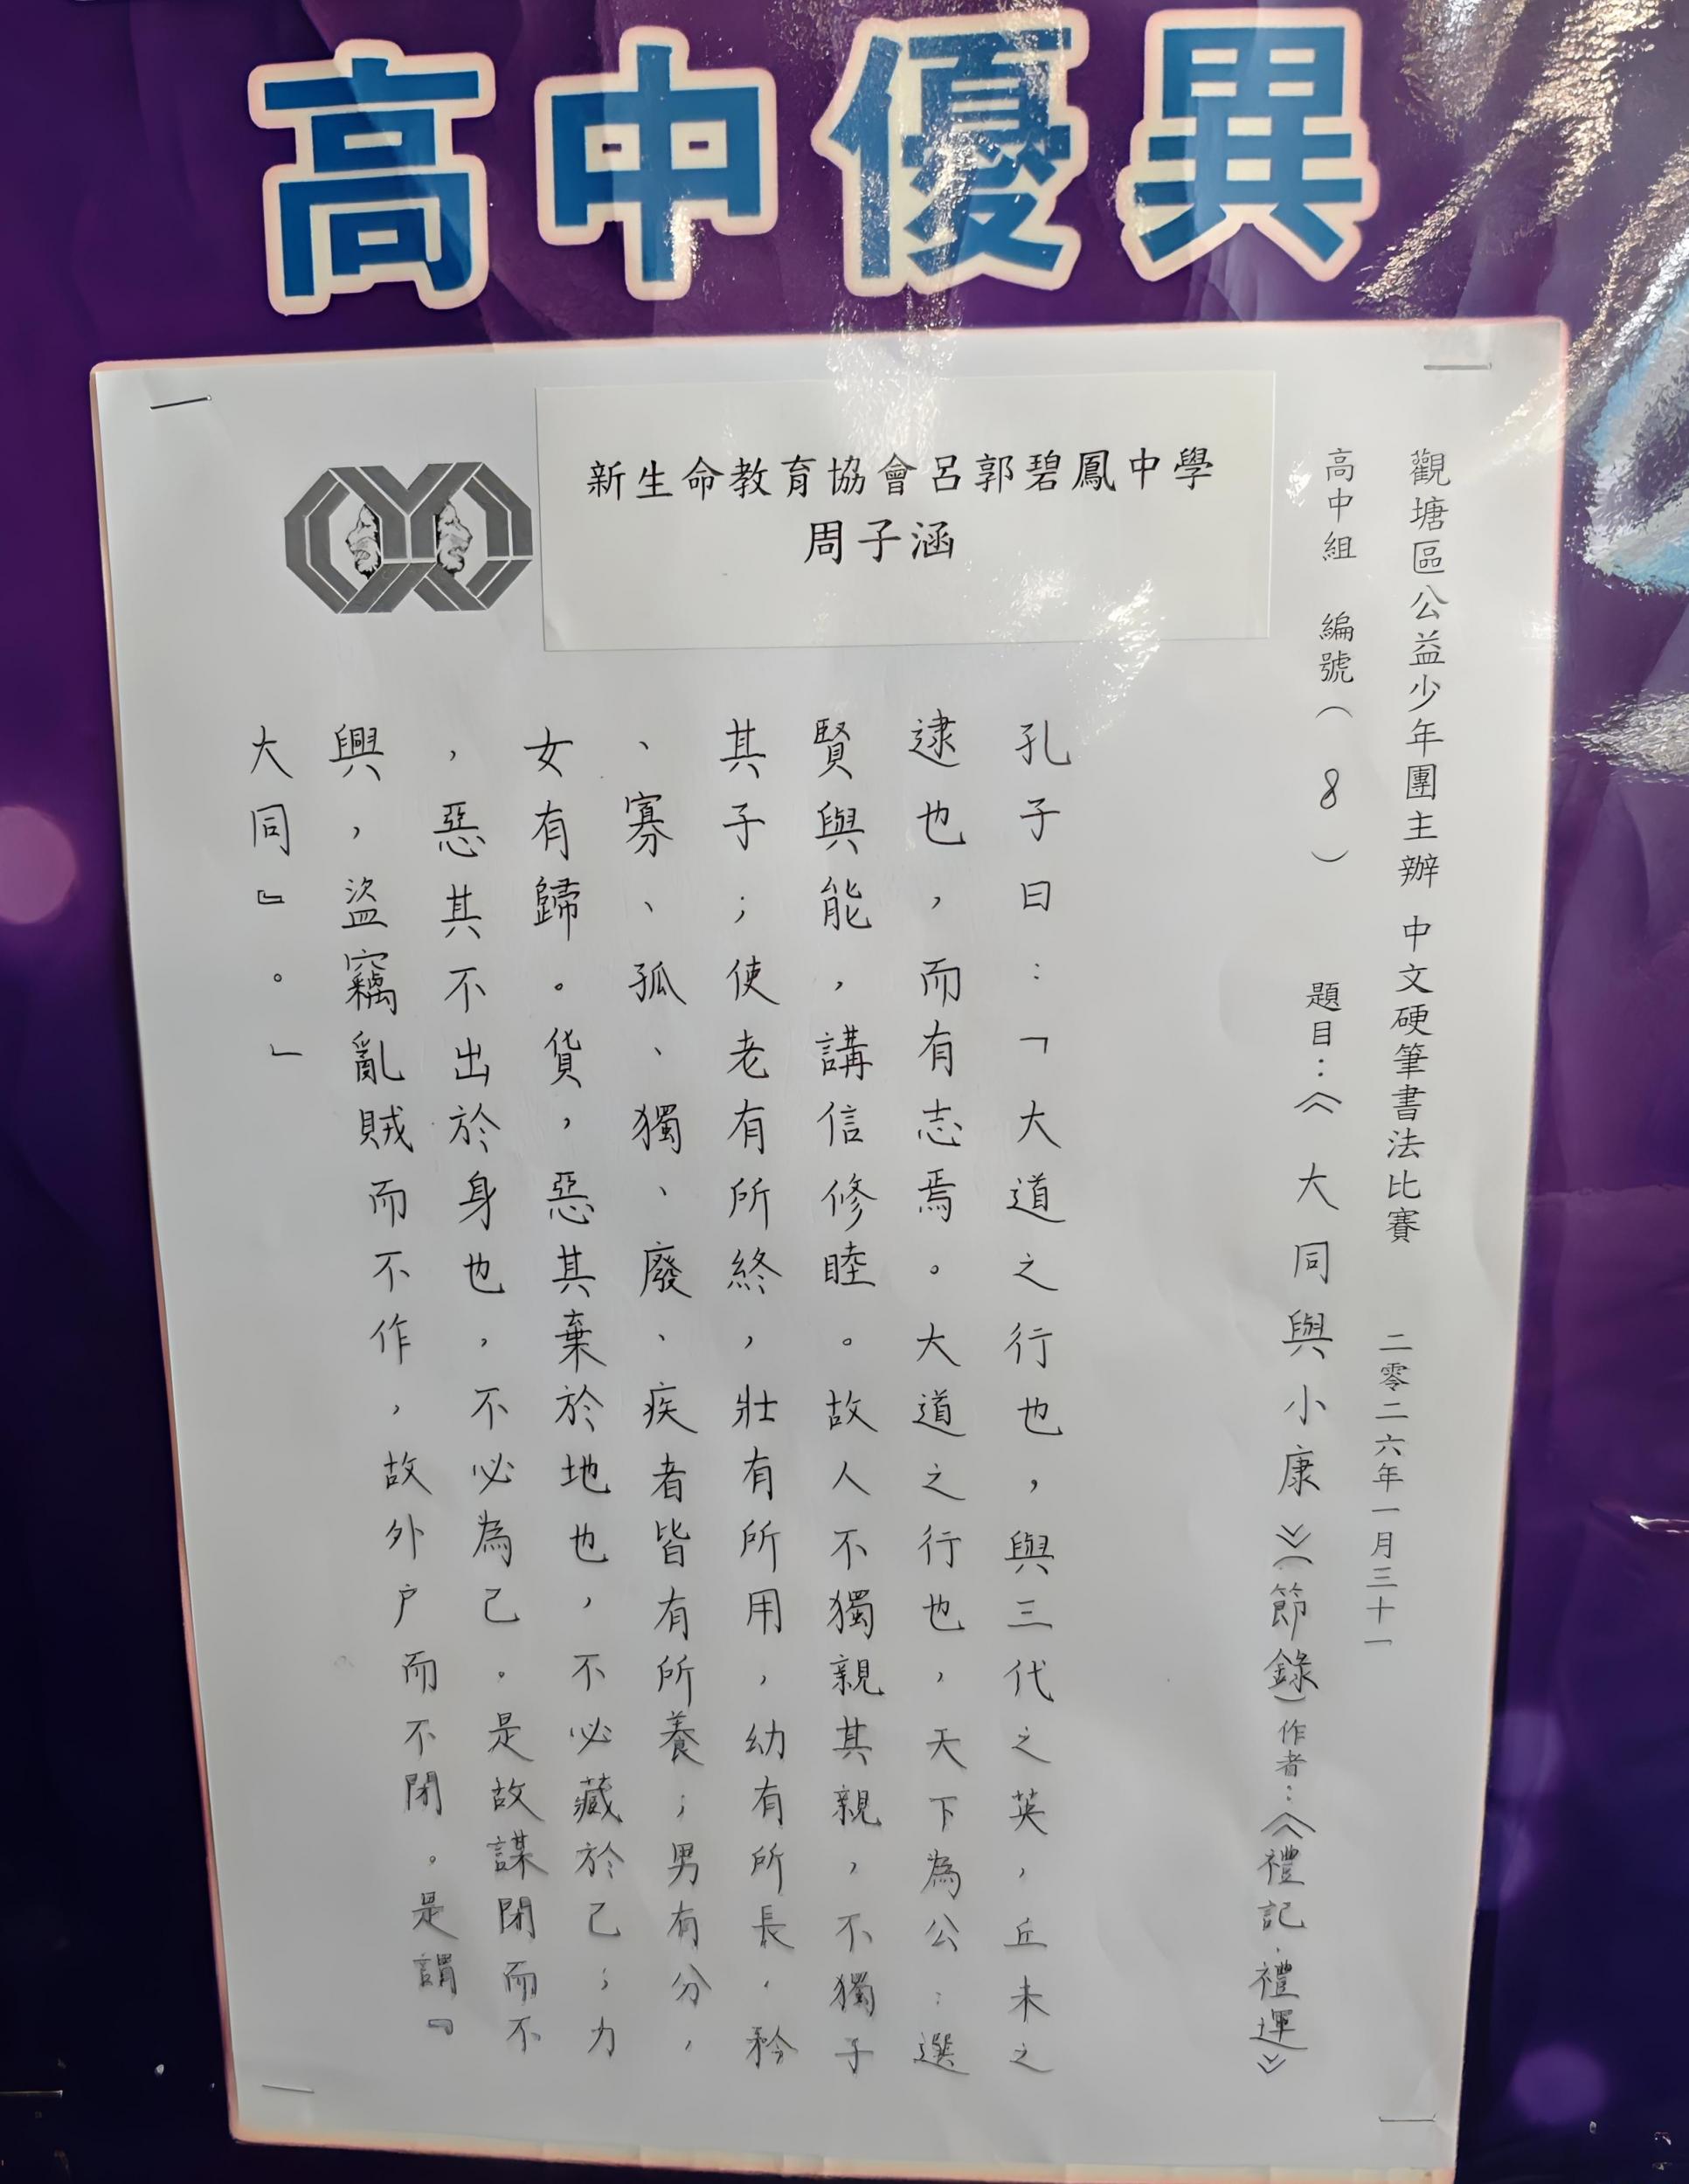 高中優異
新生命教育協會呂郭碧鳳中學
周子涵
觀塘區公益少年團主辦 中文硬筆書法比賽 二零二六年一月三十一
高中組 編號(8) 題目：《大同與小康》(節錄)作者：《禮記·禮運》
孔子曰：「大道之行也，與三代之英，丘未之
逮也，而有志焉。大道之行也，天下為公：選
賢與能，講信修睦。故人不獨親其親，不獨子
其子；使老有所終，壯有所用，幼有所長，矜
、寡、孤、獨、廢、疾者皆有所養；男有分，
女有歸。貨，惡其棄於地也，不必藏於己；力
，惡其不出於身也，不必為己。是故謀閉而不
興，盜竊亂賊而不作，故外户而不閉。是謂『
大同』。」